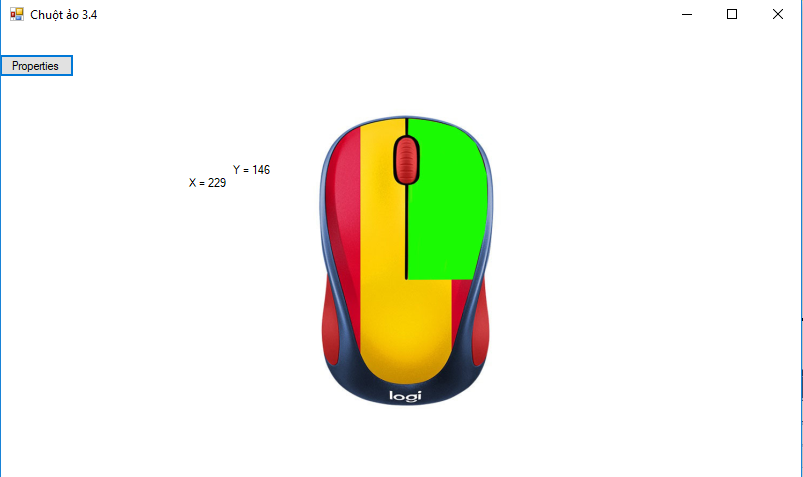 Chuột ảo 3.4
Properties
Y = 146
X = 229
logi